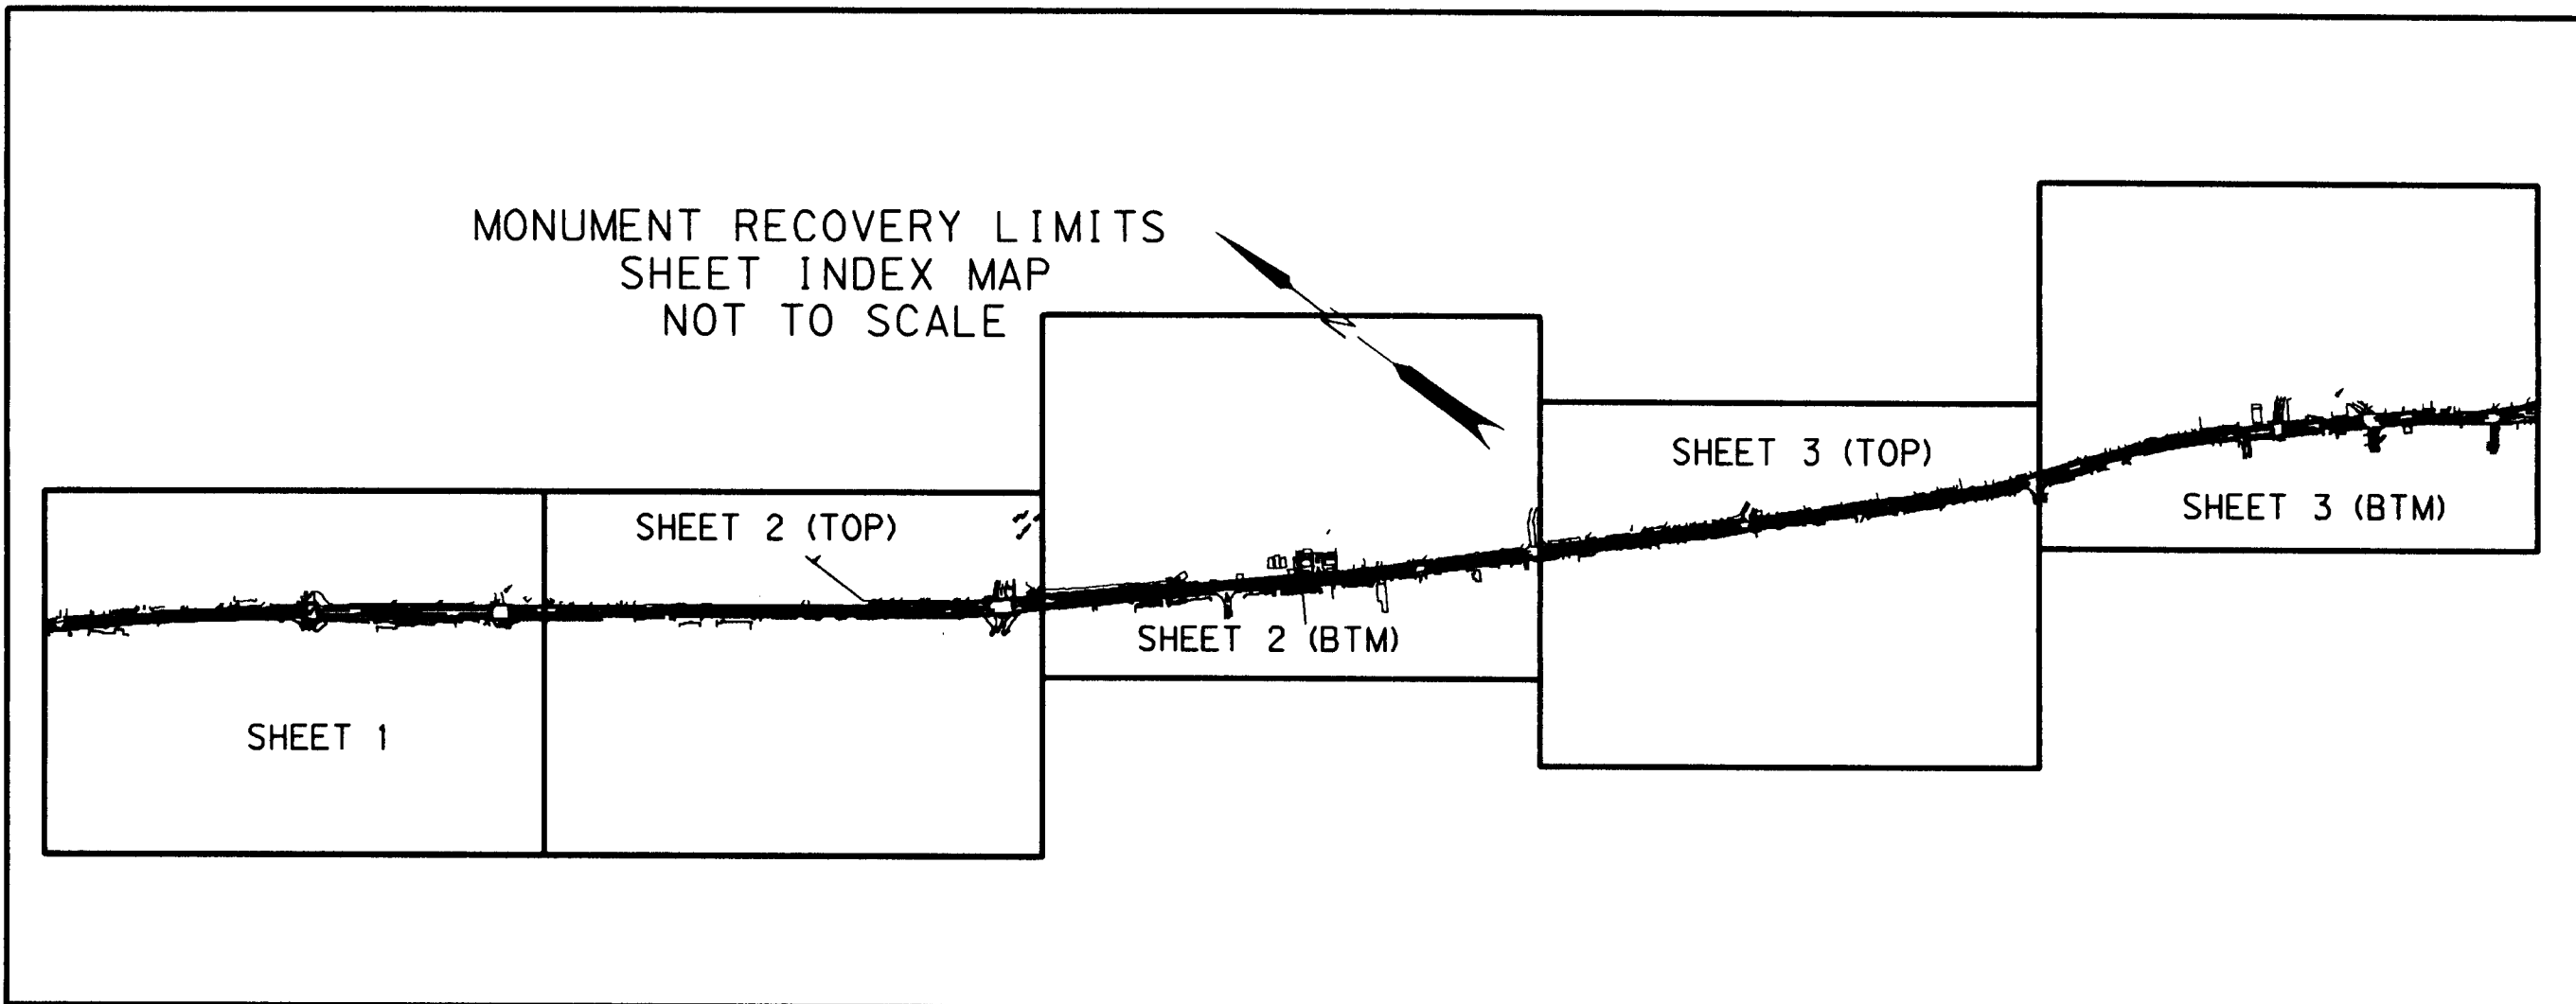 MONUMENT RECOVERY LIMITS
SHEET INDEX MAP
NOT TO SCALE
SHEET 3 (TOP)
SHEET 3 (BTM)
SHEET 2 (TOP)
SHEET 2 (BTM)
SHEET 1